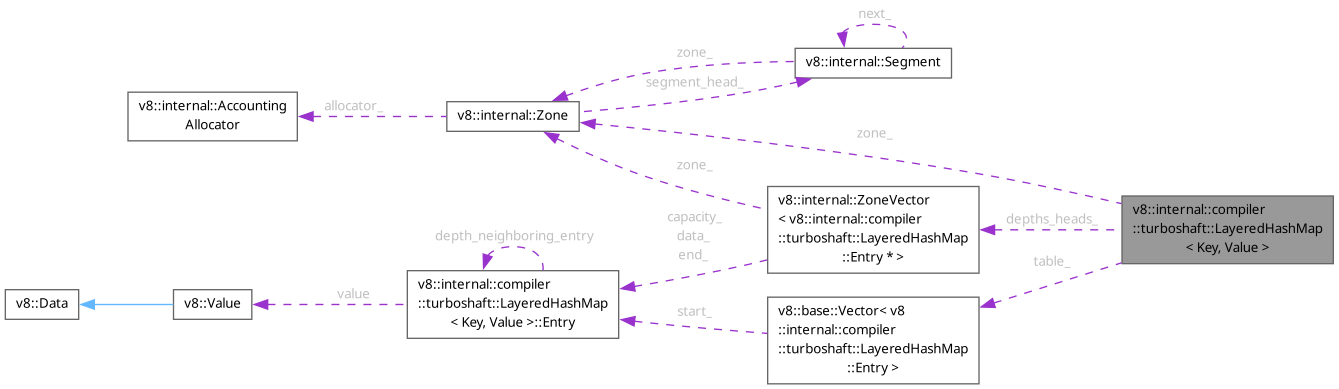 next_
v8::internal::Segment
zone_
segment_head_
v8::internal::Accounting
Allocator
allocator_
v8::internal::Zone
zone_
zone_
v8::internal::ZoneVector
< v8::internal::compiler
::turboshaft::LayeredHashMap
::Entry * >
depths_heads_
v8::internal::compiler
::turboshaft::LayeredHashMap
< Key, Value >
capacity_
data_
end_
depth_neighboring_entry
table_
v8::Data
v8::Value
value
v8::internal::compiler
::turboshaft::LayeredHashMap
< Key, Value >::Entry
start_
v8::base::Vector< v8
::internal::compiler
::turboshaft::LayeredHashMap
::Entry >